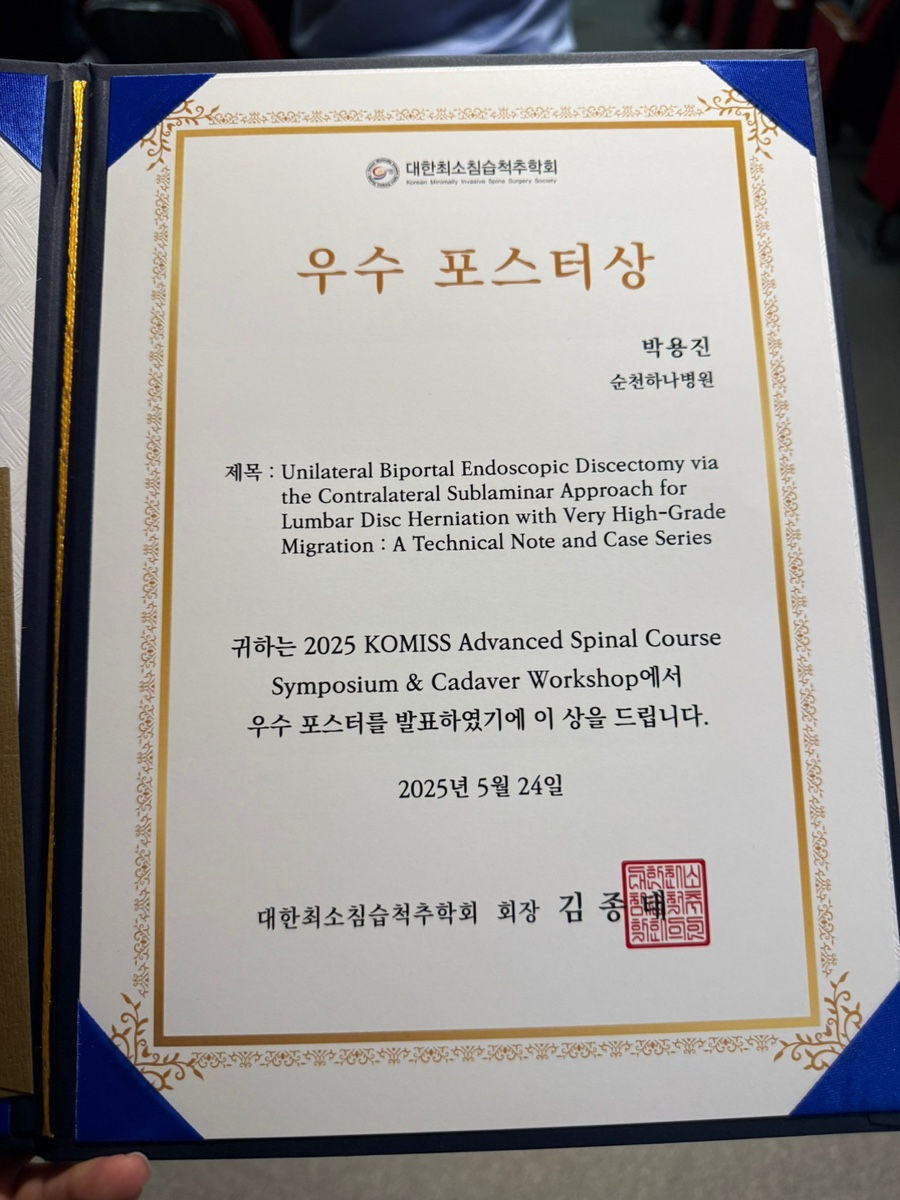 대한최소침습척추학회
Korean Minimally Invasive Spine Surgery Society
우수 포스터상
박용진
순천하나병원
제목 : Unilateral Biportal Endoscopic Discectomy via
the Contralateral Sublaminar Approach for
Lumbar Disc Herniation with Very High-Grade
Migration : A Technical Note and Case Series
귀하는 2025 KOMISS Advanced Spinal Course
Symposium & Cadaver Workshop에서
우수 포스터를 발표하였기에 이 상을 드립니다.
2025년 5월 24일
대한최소침습척추학회 회장 김 종 태